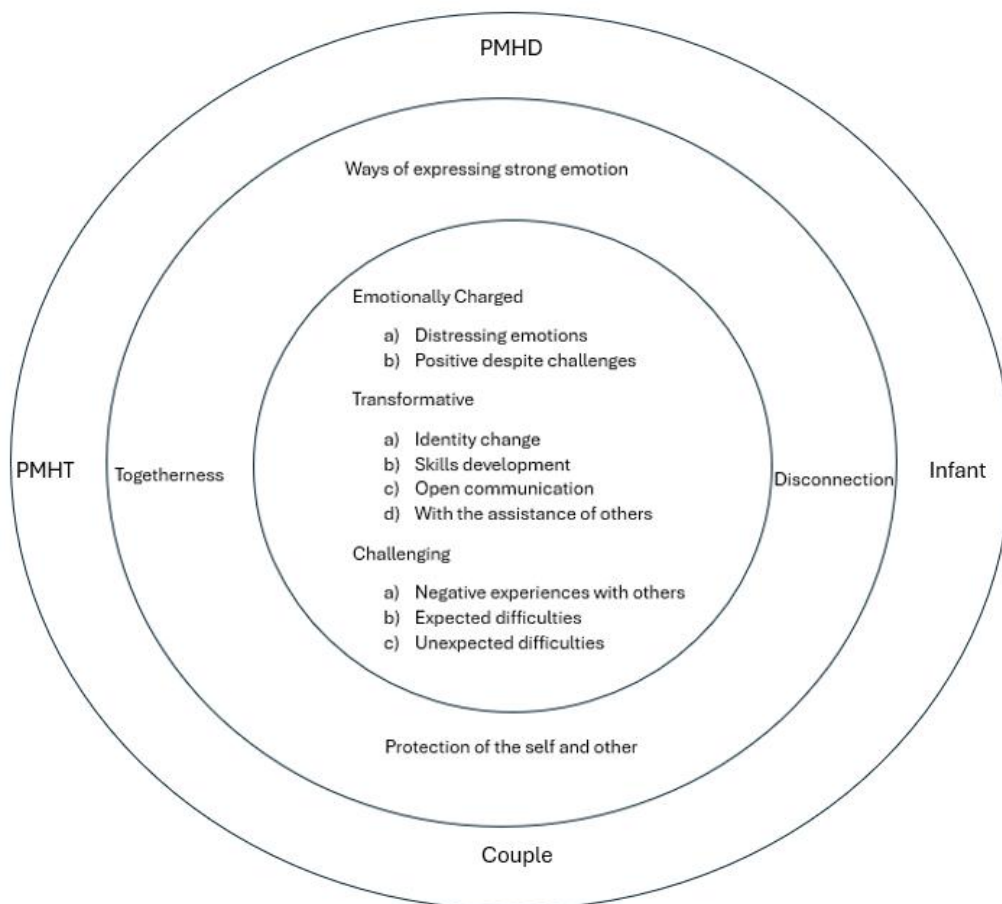 PMHD
Ways of expressing strong emotion
Emotionally Charged
a) Distressing emotions
b) Positive despite challenges
Transformative
a) Identity change
b) Skills development
c) Open communication
d) With the assistance of others
PMHT
Togetherness
Disconnection
Infant
Challenging
a) Negative experiences with others
b) Expected difficulties
c) Unexpected difficulties
Protection of the self and other
Couple